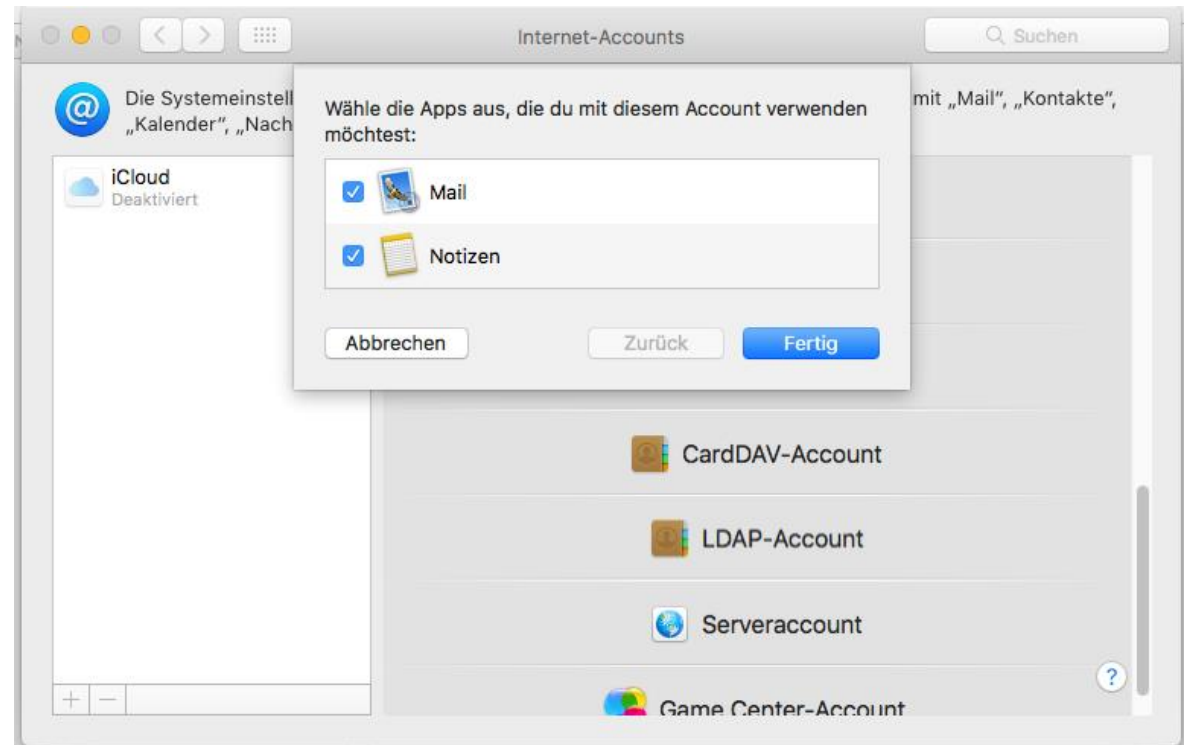 Internet-Accounts
Suchen
Die Systemeinstell
„Kalender“, „Nach
mit „Mail“, „Kontakte“,
Wähle die Apps aus, die du mit diesem Account verwenden
möchtest:
Mail
Notizen
Abbrechen
Zurück
Fertig
iCloud
Deaktiviert
CardDAV-Account
LDAP-Account
Serveraccount
Game Center-Account
?